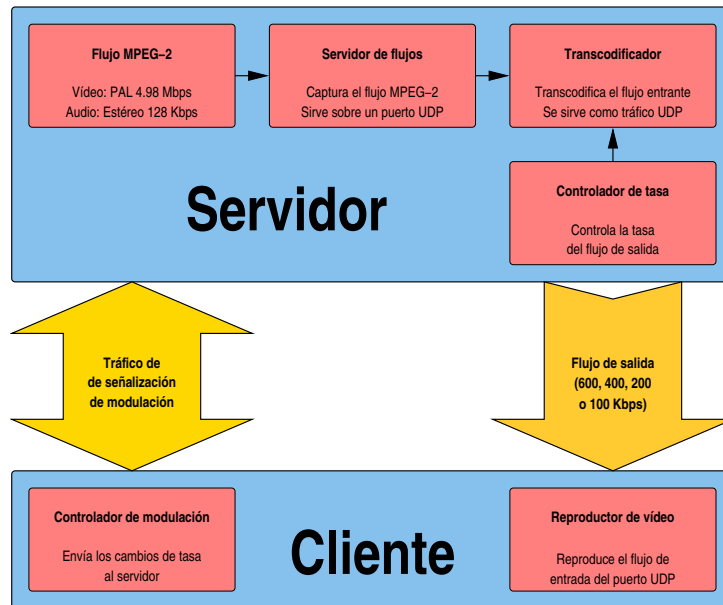 Flujo MPEG−2
Vídeo: PAL 4.98 Mbps
Audio: Estéreo 128 Kbps
Servidor de flujos
Captura el flujo MPEG−2
Sirve sobre un puerto UDP
Transcodificador
Transcodifica el flujo entrante
Se sirve como tráfico UDP
Controlador de tasa
Controla la tasa
del flujo de salida
Servidor
Tráfico de
de señalización
de modulación
Flujo de salida
(600, 400, 200
o 100 Kbps)
Controlador de modulación
Envía los cambios de tasa
al servidor
Cliente
Reproductor de vídeo
Reproduce el flujo de
entrada del puerto UDP